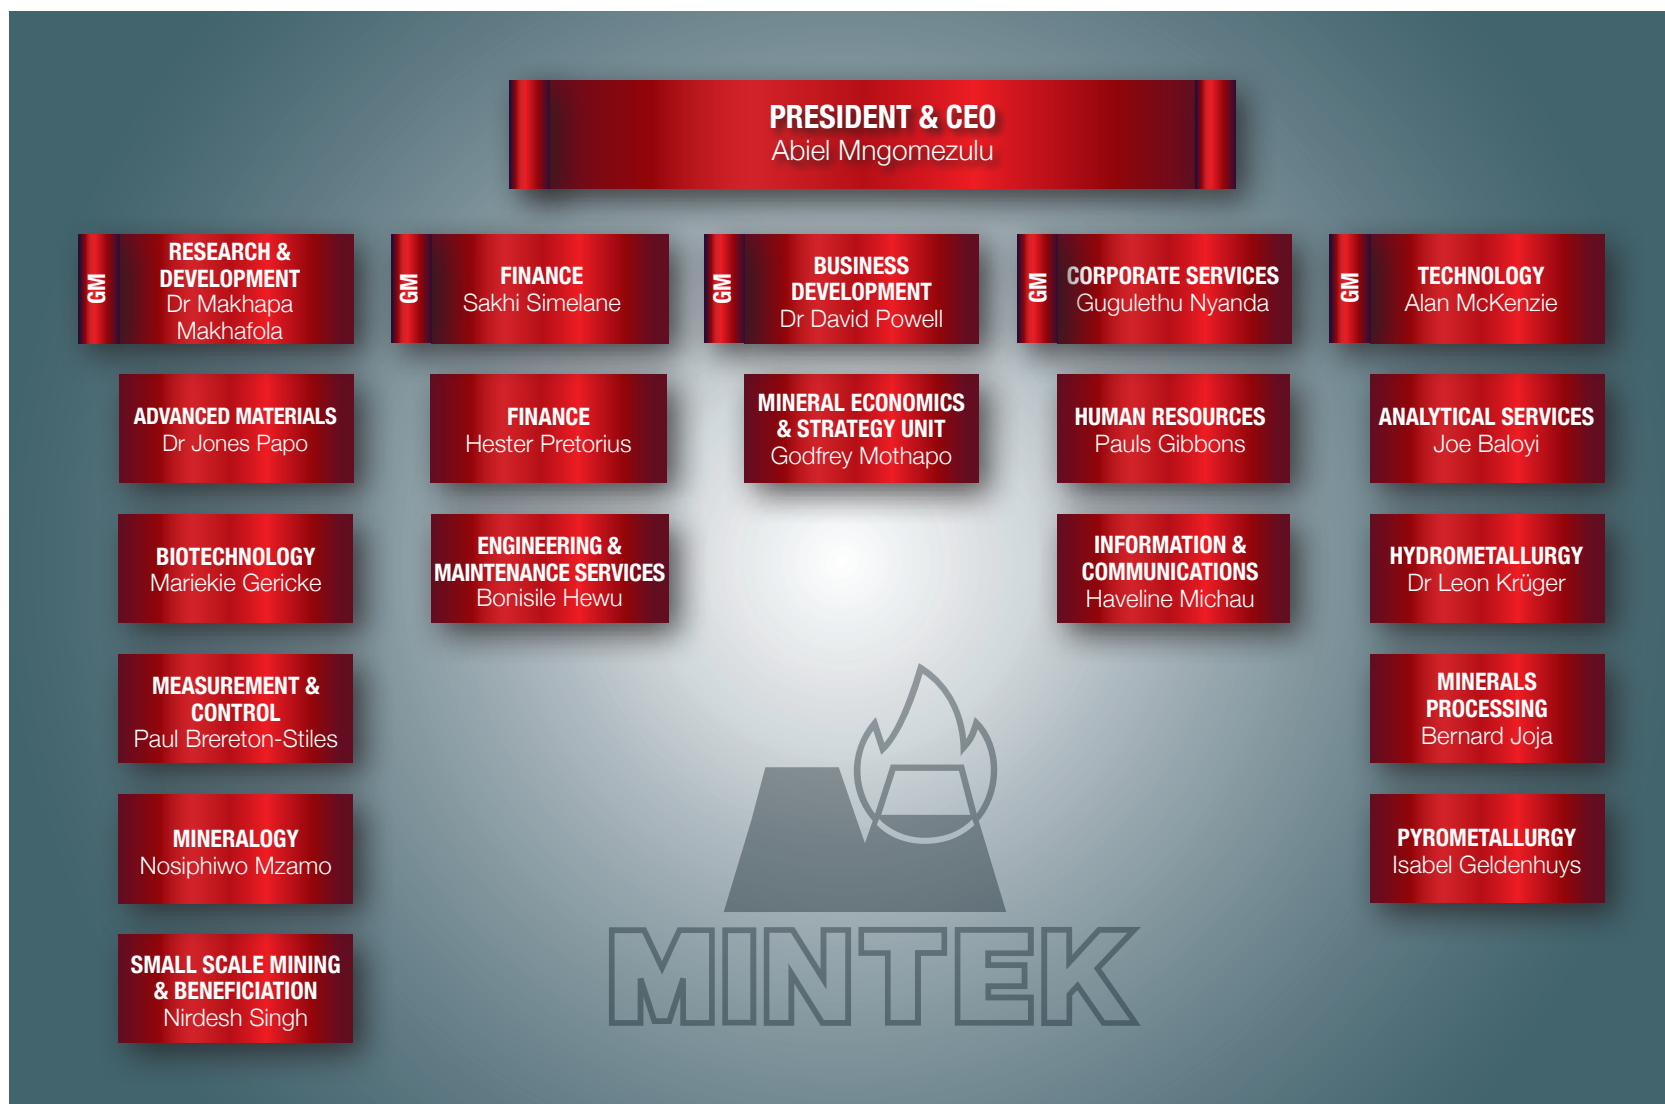 PRESIDENT & CEO
Abiel Mngomezulu
GM
RESEARCH &
DEVELOPMENT
Dr Makhapa
Makhafola
GM
FINANCE
Sakhi Simelane
GM
BUSINESS
DEVELOPMENT
Dr David Powell
GM
CORPORATE SERVICES
Gugulethu Nyanda
GM
TECHNOLOGY
Alan McKenzie
ADVANCED MATERIALS
Dr Jones Papo
FINANCE
Hester Pretorius
MINERAL ECONOMICS
& STRATEGY UNIT
Godfrey Mothapo
HUMAN RESOURCES
Pauls Gibbons
ANALYTICAL SERVICES
Joe Baloyi
BIOTECHNOLOGY
Mariekie Gericke
ENGINEERING &
MAINTENANCE SERVICES
Bonisile Hewu
INFORMATION &
COMMUNICATIONS
Haveline Michau
HYDROMETALLURGY
Dr Leon Krüger
MEASUREMENT &
CONTROL
Paul Brereton-Stiles
MINERALS
PROCESSING
Bernard Joja
MINERALOGY
Nosiphiwo Mzamo
PYROMETALLURGY
Isabel Geldenhuys
SMALL SCALE MINING
& BENEFICIATION
Nirdesh Singh
MINTEK